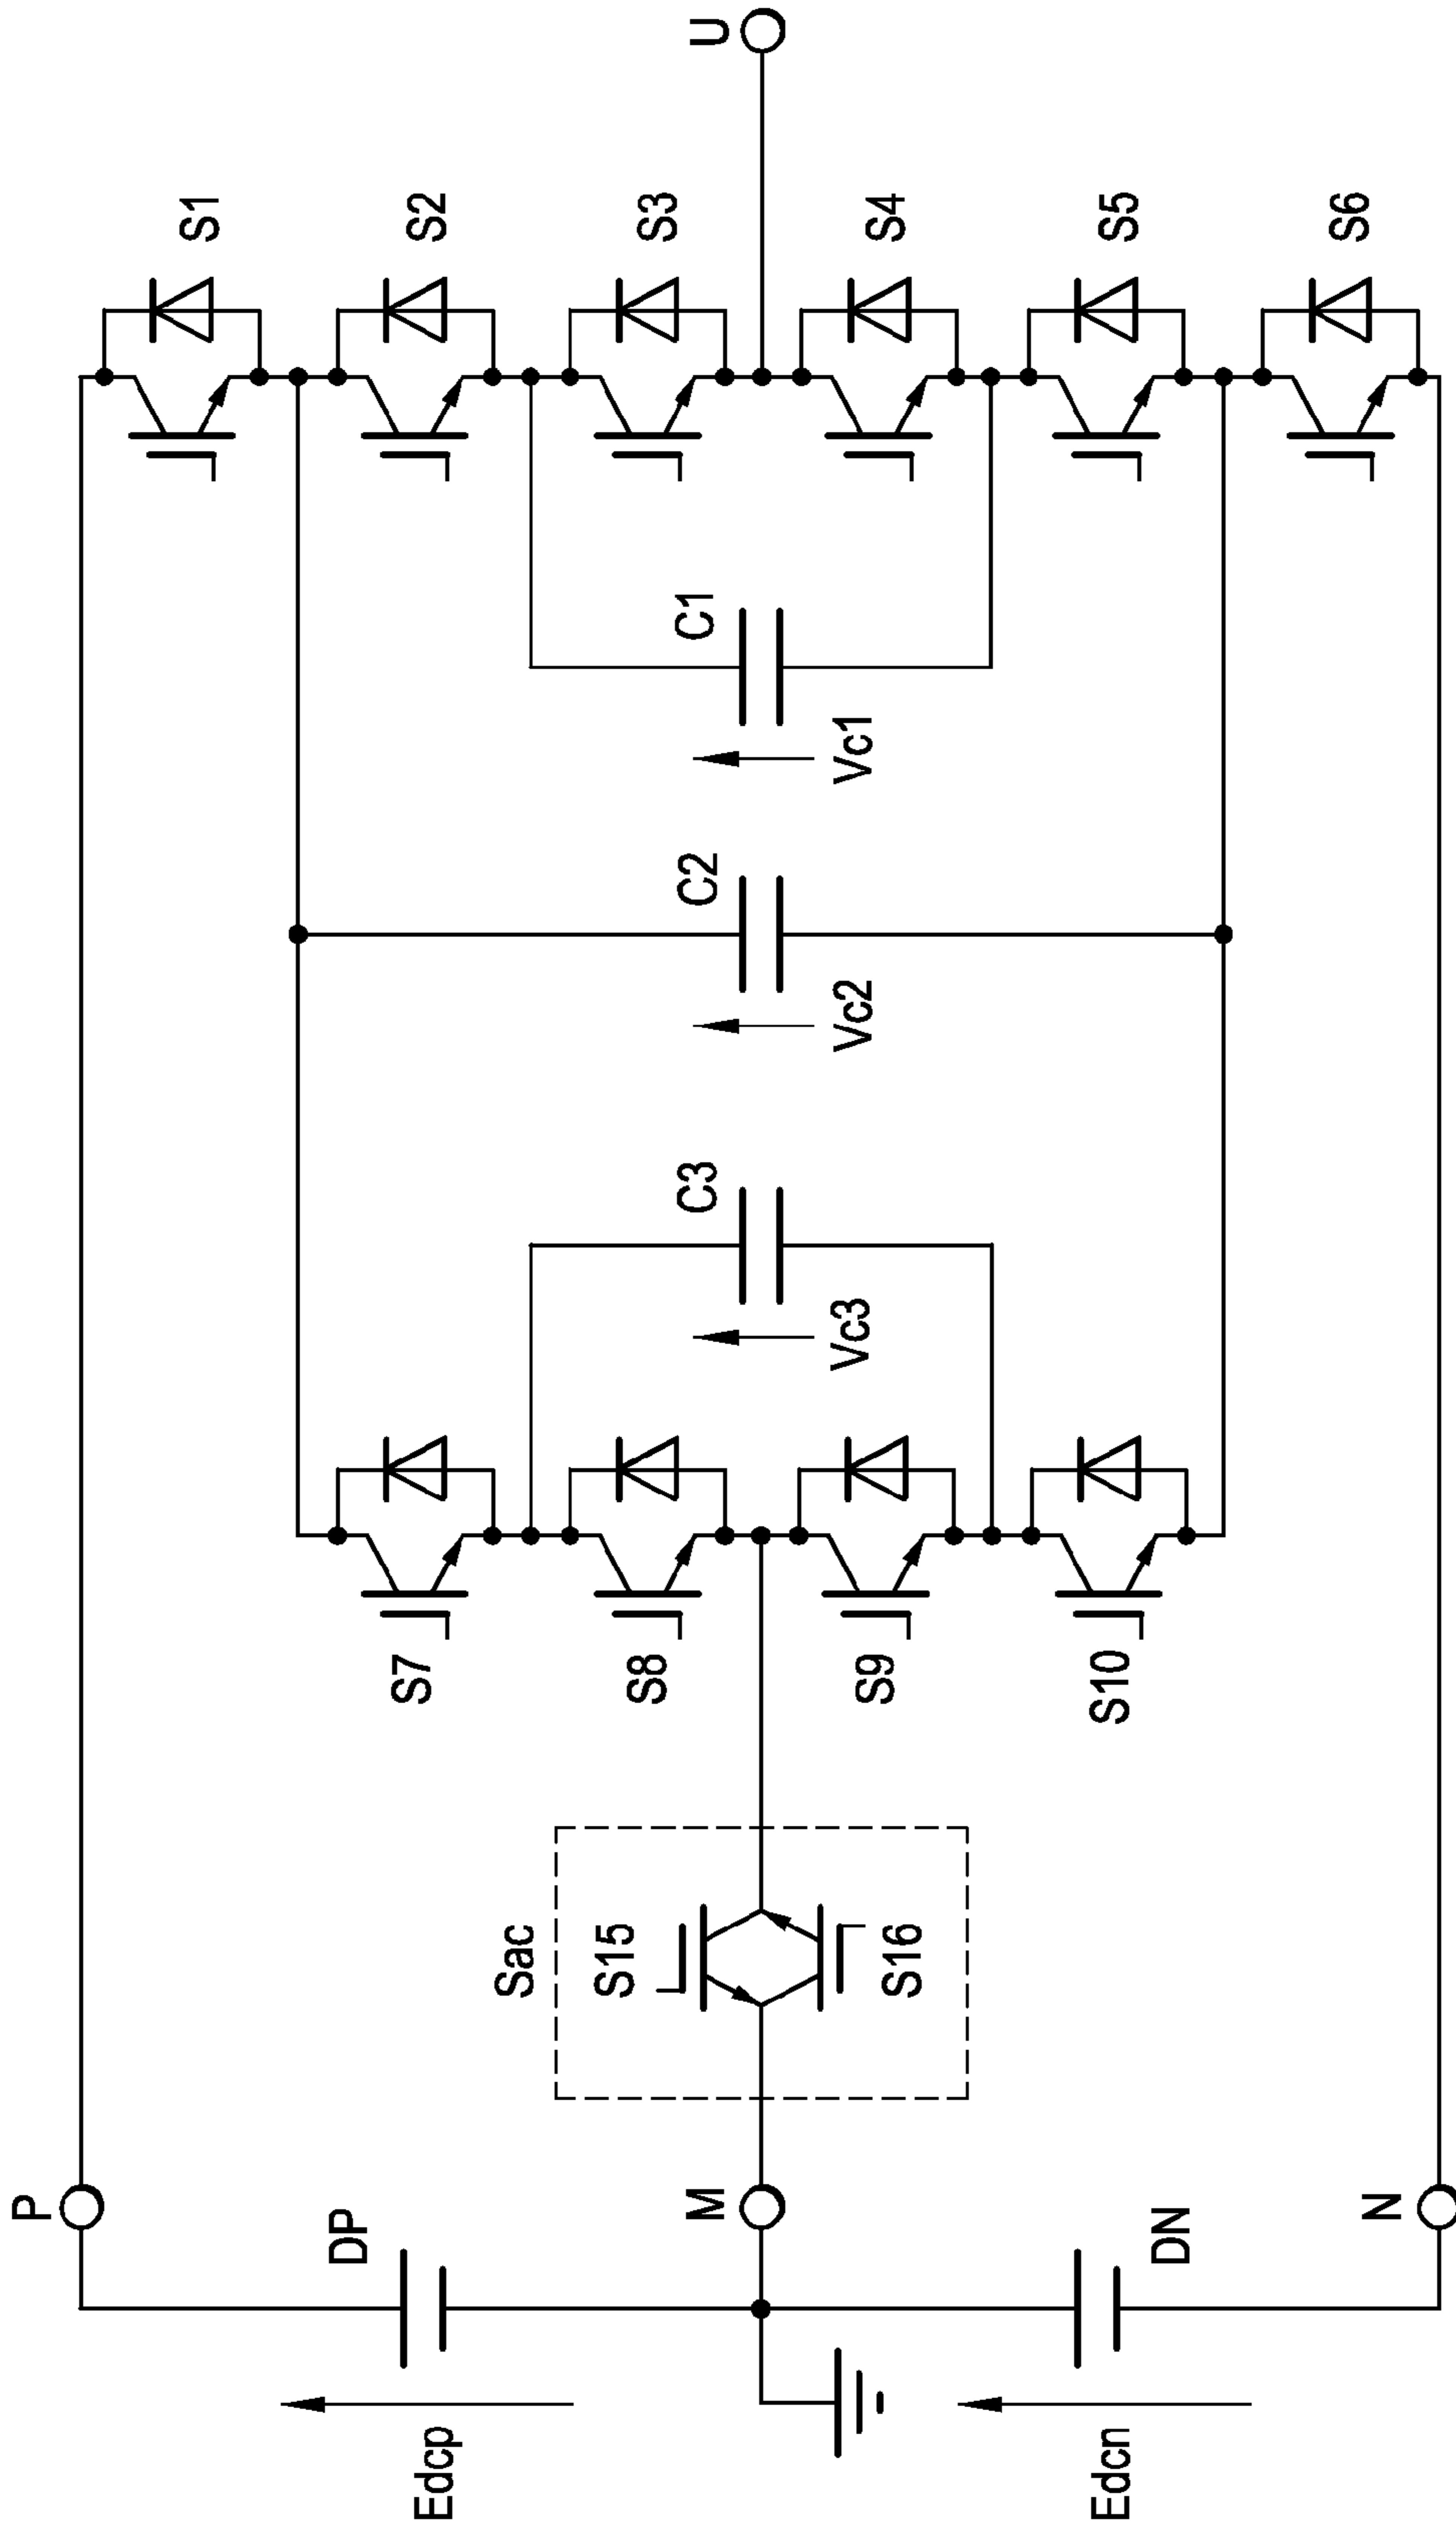 U
S1
S2
S3
S4
S5
S6
C1
Vc1
C2
Vc2
C3
Vc3
S7
S8
S9
S10
Sac
S15
S16
P
DP
M
DN
N
Edcp
Edcn